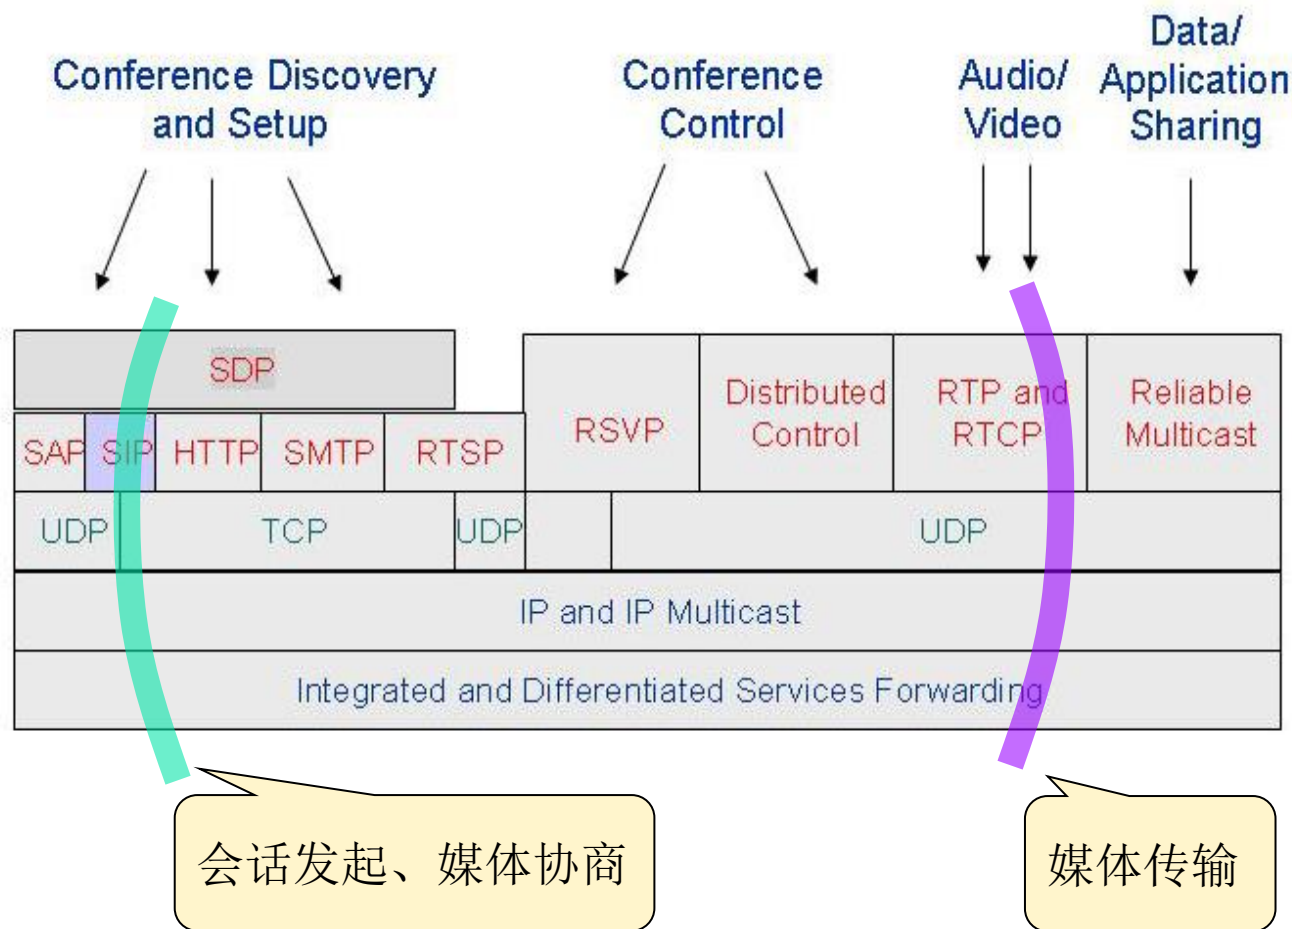 Conference Discovery
and Setup
Conference
Control
Audio/
Video
Data/
Application
Sharing
SDP
SAP
SIP
HTTP
SMTP
RTSP
RSVP
Distributed
Control
RTP and
RTCP
Reliable
Multicast
UDP
TCP
UDP
UDP
IP and IP Multicast
Integrated and Differentiated Services Forwarding
会话发起、媒体协商
媒体传输